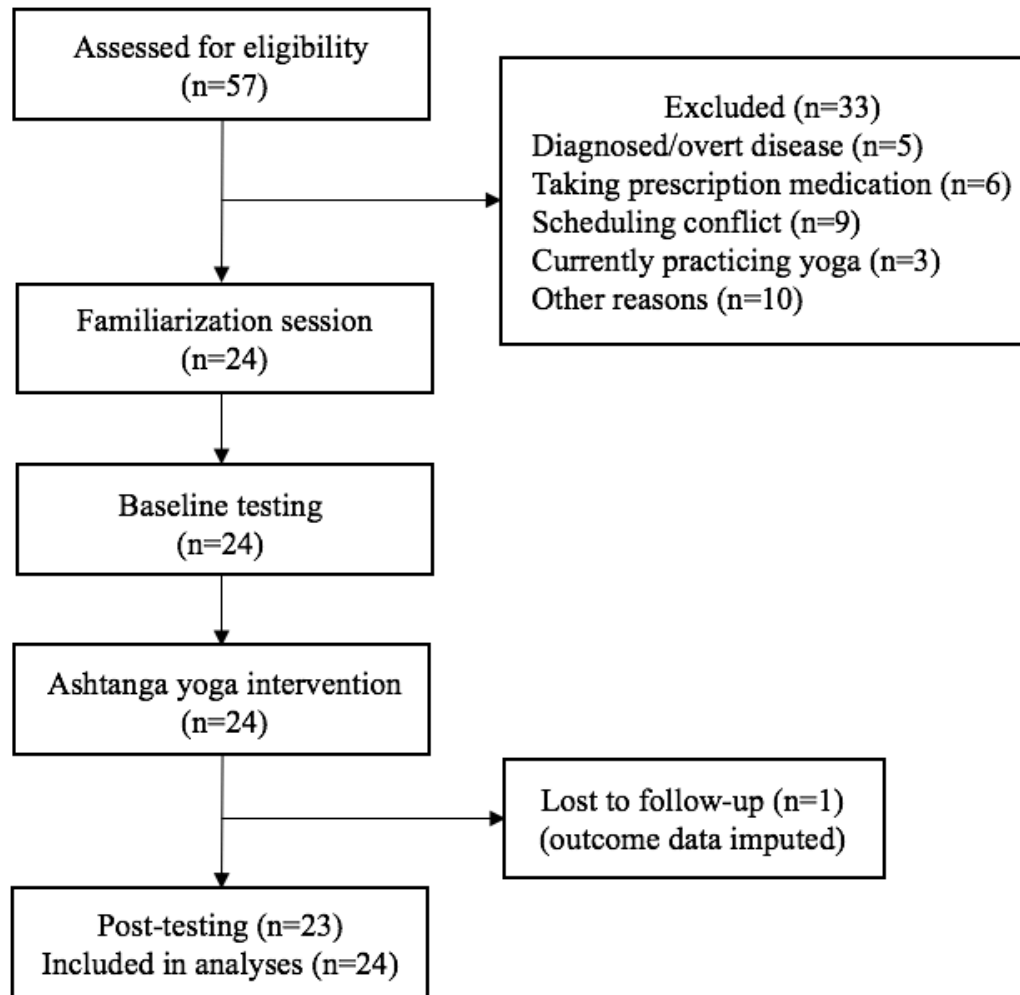 Assessed for eligibility
(n=57)
Excluded (n=33)
Diagnosed/overt disease (n=5)
Taking prescription medication (n=6)
Scheduling conflict (n=9)
Currently practicing yoga (n=3)
Other reasons (n=10)
Familiarization session
(n=24)
Baseline testing
(n=24)
Ashtanga yoga intervention
(n=24)
Lost to follow-up (n=1)
(outcome data imputed)
Post-testing (n=23)
Included in analyses (n=24)